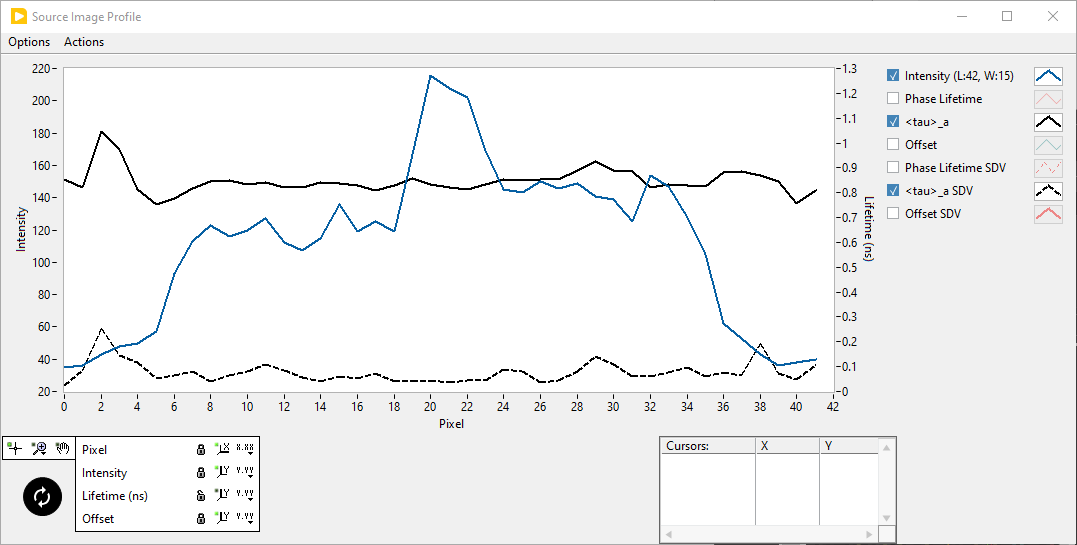 Source Image Profile
Options Actions
220
200
180
160
140
120
100
80
60
40
20
Intensity
1.3
1.2
1.1
1
0.9
0.8
0.7
0.6
0.5
0.4
0.3
0.2
0.1
0
Lifetime (ns)
0 2 4 6 8 10 12 14 16 18 20 22 24 26 28 30 32 34 36 38 40 42
Pixel
Intensity (L:42, W:15)
Phase Lifetime
<tau>_a
Offset
Phase Lifetime SDV
<tau>_a SDV
Offset SDV
Pixel X X.XX
Intensity Y Y.YY
Lifetime (ns) Y Y.YY
Offset Y Y.YY
Cursors: X Y